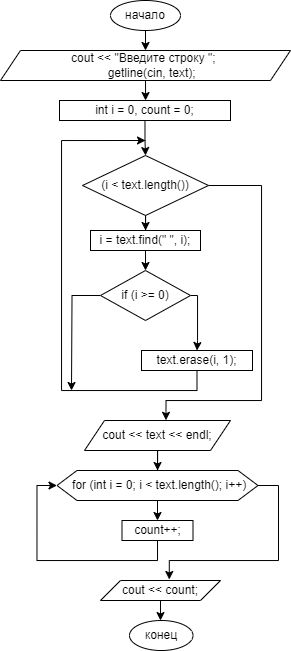 начало
cout << "Введите строку ";
getline(cin, text);
int i = 0, count = 0;
(i < text.length())
i = text.find(" ", i);
if (i >= 0)
text.erase(i, 1);
cout << text << endl;
for (int i = 0; i < text.length(); i++)
count++;
cout << count;
конец